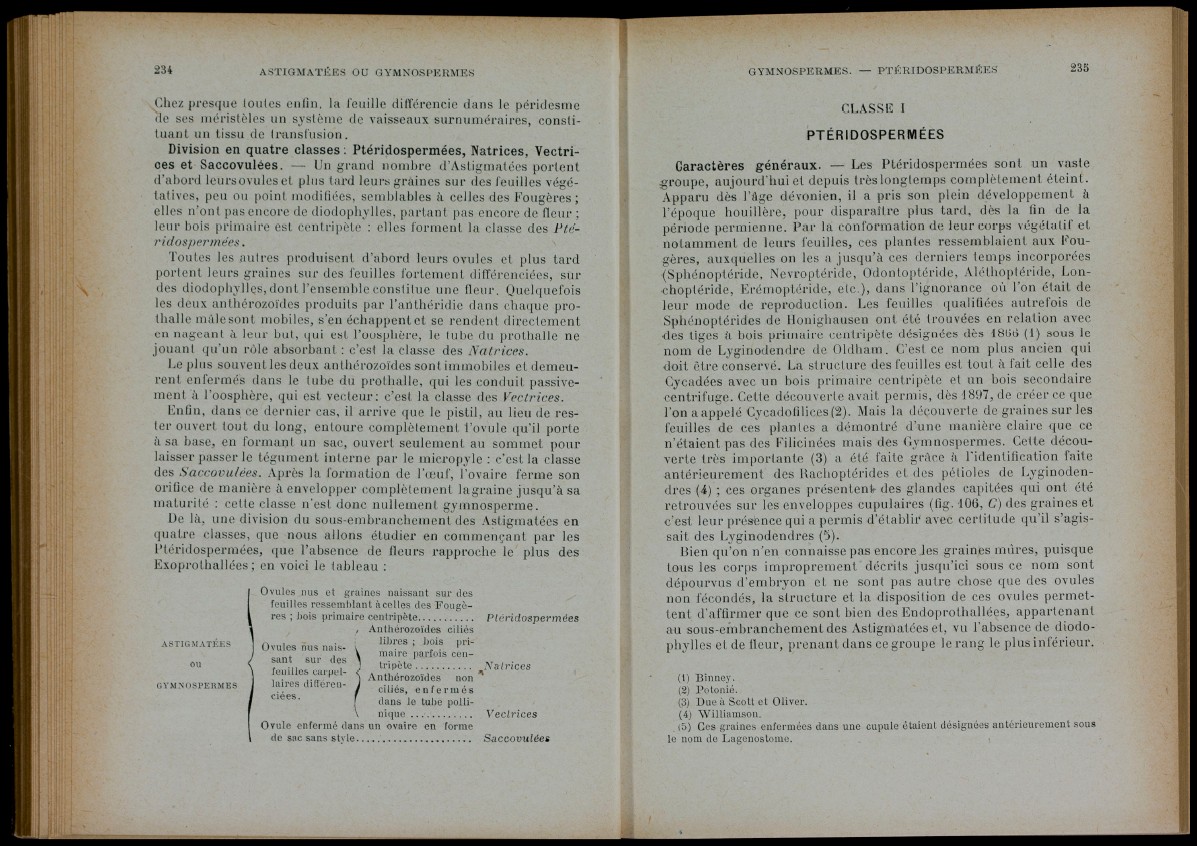 234
ASTIGMATÉES OU GYMNOSPERMES
Chez presque toutes enfin, la feuille différencie dans le péridesme
de ses méristèles un système de vaisseaux surnuméraires, consti-
tuant un tissu de transfusion.
Division en quatre classes : Ptéridospermées, Natrices, Vectri-
ces et Saccovulées. — Un grand nombre d'Astigmatées portent
d'abord leurs ovules et plus tard leurs graines sur des feuilles végé-
tatives, peu ou point modifiées, semblables à celles des Fougères ;
elles n'ont pas encore de diodophylles, partant pas encore de fleur ;
leur bois primaire est centripète : elles forment la classe des Pté-
ridospermées.
Toutes les autres produisent d'abord leurs ovules et plus tard
portent leurs graines sur des feuilles fortement différenciées, sur
des diodophylles, dont l'ensemble constitue une fleur. Quelquefois
les deux anthérozoïdes produits par l'anthéridie dans chaque pro-
thalle mâle sont mobiles, s'en échappent et se rendent directement
en nageant à leur but, qui est l'oosphère, le tube du prothalle ne
jouant qu'un rôle absorbant : c'est la classe des Natrices.
Le plus souvent les deux anthérozoïdes sont immobiles et demeu-
rent enfermés dans le tube du prothalle, qui les conduit passive-
ment à l'oosphère, qui est vecteur : c'est la classe des Vectrices.
Enfin, dans ce dernier cas, il arrive que le pistil, au lieu de res-
ter ouvert tout du long, entoure complètement l'ovule qu'il porte
à sa base, en formant un sac, ouvert seulement au sommet pour
laisser passer le tégument interne par le micropyle : c'est la classe
des Saccovulées. Après la formation de l'œuf, l'ovaire ferme son
orifice de manière à envelopper complètement la graine jusqu'à sa
maturité : cette classe n'est donc nullement gymnosperme.
De là, une division du sous-embranchement des Astigmatées en
quatre classes, que nous allons étudier en commençant par les
Ptéridospermées, que l'absence de fleurs rapproche le plus des
Exoprothallées ; en voici le tableau :
ASTIGMATÉES
OU
GYMNOSPERMES
Ovules nus et graines naissant sur des
feuilles ressemblant à celles des Fougè-
res ; bois primaire centripète........... Ptéridospermées
Ovules nus nais-
sant sur des
feuilles carpel-
laires différen-
ciées.
Anthérozoïdes ciliés
libres ; bois pri-
maire parfois cen-
tripète ........... Natrices
Anthérozoïdes non
ciliés, enfermés
dans le tube polli-
nique ............ Vectrices
Ovule enfermé dans un ovaire en forme
de sac sans style...................... Saccovulées
GYMNOSPERMES. — PTÉRIDOSPERMÉES
235
CLASSE I
PTÉRIDOSPERMÉES
Caractères généraux. — Les Ptéridospermées sont un vaste
groupe, aujourd'hui et depuis très longtemps complètement éteint.
Apparu dès l'âge dévonien, il a pris son plein développement à
l'époque houillère, pour disparaître plus tard, dès la fin de la
période permienne. Par la conformation de leur corps végétatif et
notamment de leurs feuilles, ces plantes ressemblaient aux Fou-
gères, auxquelles on les a jusqu'à ces derniers temps incorporées
(Sphénoptéride, Nevroptéride, Odontoptéride, Aléthoptéride, Lon-
choptéride, Erémoptéride, etc.), dans l'ignorance où l'on était de
leur mode de reproduction. Les feuilles qualifiées autrefois de
Sphénoptérides de Honighausen ont été trouvées en relation avec
des tiges à bois primaire centripète désignées dès 1866 (1) sous le
nom de Lyginodendre de Oldham. C'est ce nom plus ancien qui
doit être conservé. La structure des feuilles est tout à fait celle des
Cycadées avec un bois primaire centripète et un bois secondaire
centrifuge. Cette découverte avait permis, dès 1897, de créer ce que
l'on a appelé Cycadofilices (2). Mais la découverte de graines sur les
feuilles de ces plantes a démontré d'une manière claire que ce
n'étaient pas des Filicinées mais des Gymnospermes. Cette décou-
verte très importante (3) a été faite grâce à l'identification faite
antérieurement des Rachoptérides et des pétioles de Lyginoden-
dres (4) ; ces organes présentent des glandes capitées qui ont été
retrouvées sur les enveloppes cupulaires (fig. 106, C) des graines et
c'est leur présence qui a permis d'établir avec certitude qu'il s'agis-
sait des Lyginodendres (5).
Bien qu'on n'en connaisse pas encore les graines mûres, puisque
tous les corps improprement décrits jusqu'ici sous ce nom sont
dépourvus d'embryon et ne sont pas autre chose que des ovules
non fécondés, la structure et la disposition de ces ovules permet-
tent d'affirmer que ce sont bien des Endoprothallées, appartenant
au sous-embranchement des Astigmatées et, vu l'absence de diodo-
phylles et de fleur, prenant dans ce groupe le rang le plus inférieur.
(1) Binney.
(2) Potonié.
(3) Due à Scott et Oliver.
(4) Williamson.
(5) Ces graines enfermées dans une cupule étaient désignées antérieurement sous
le nom de Lagenostome.